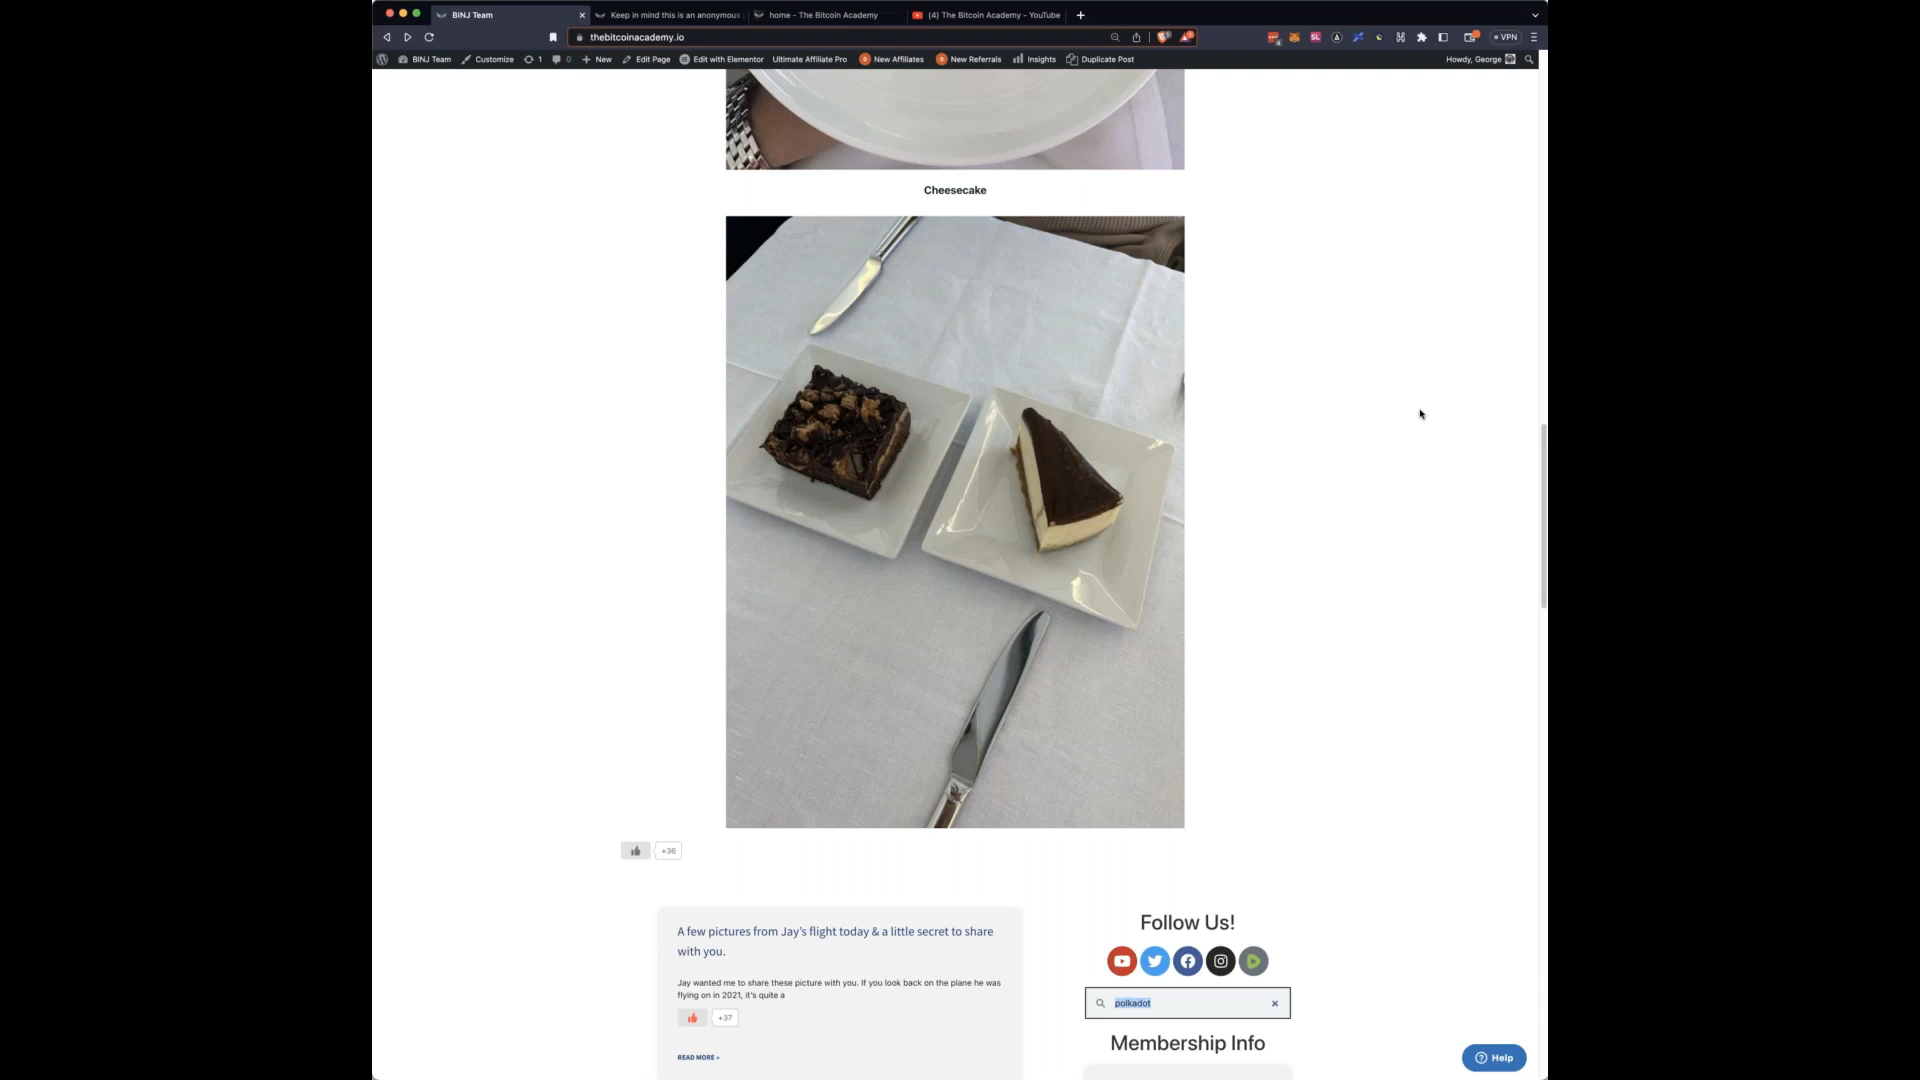 BINJ Team
Keep in mind this is an anonymous
home - The Bitcoin Academy
(4) The Bitcoin Academy - YouTube
thebitcoinacademy.io
VPN
BINJ Team
Customize
1
0
New
Edit Page
Edit with Elementor
Ultimate Affiliate Pro
0 New Affiliates
0 New Referrals
Insights
Duplicate Post
Howdy, George
Cheesecake
+36
A few pictures from Jay's flight today & a little secret to share
with you.
Jay wanted me to share these picture with you. If you look back on the plane he was
flying on in 2021, it's quite a
+37
READ MORE »
Follow Us!
polkadot
Membership Info
Help